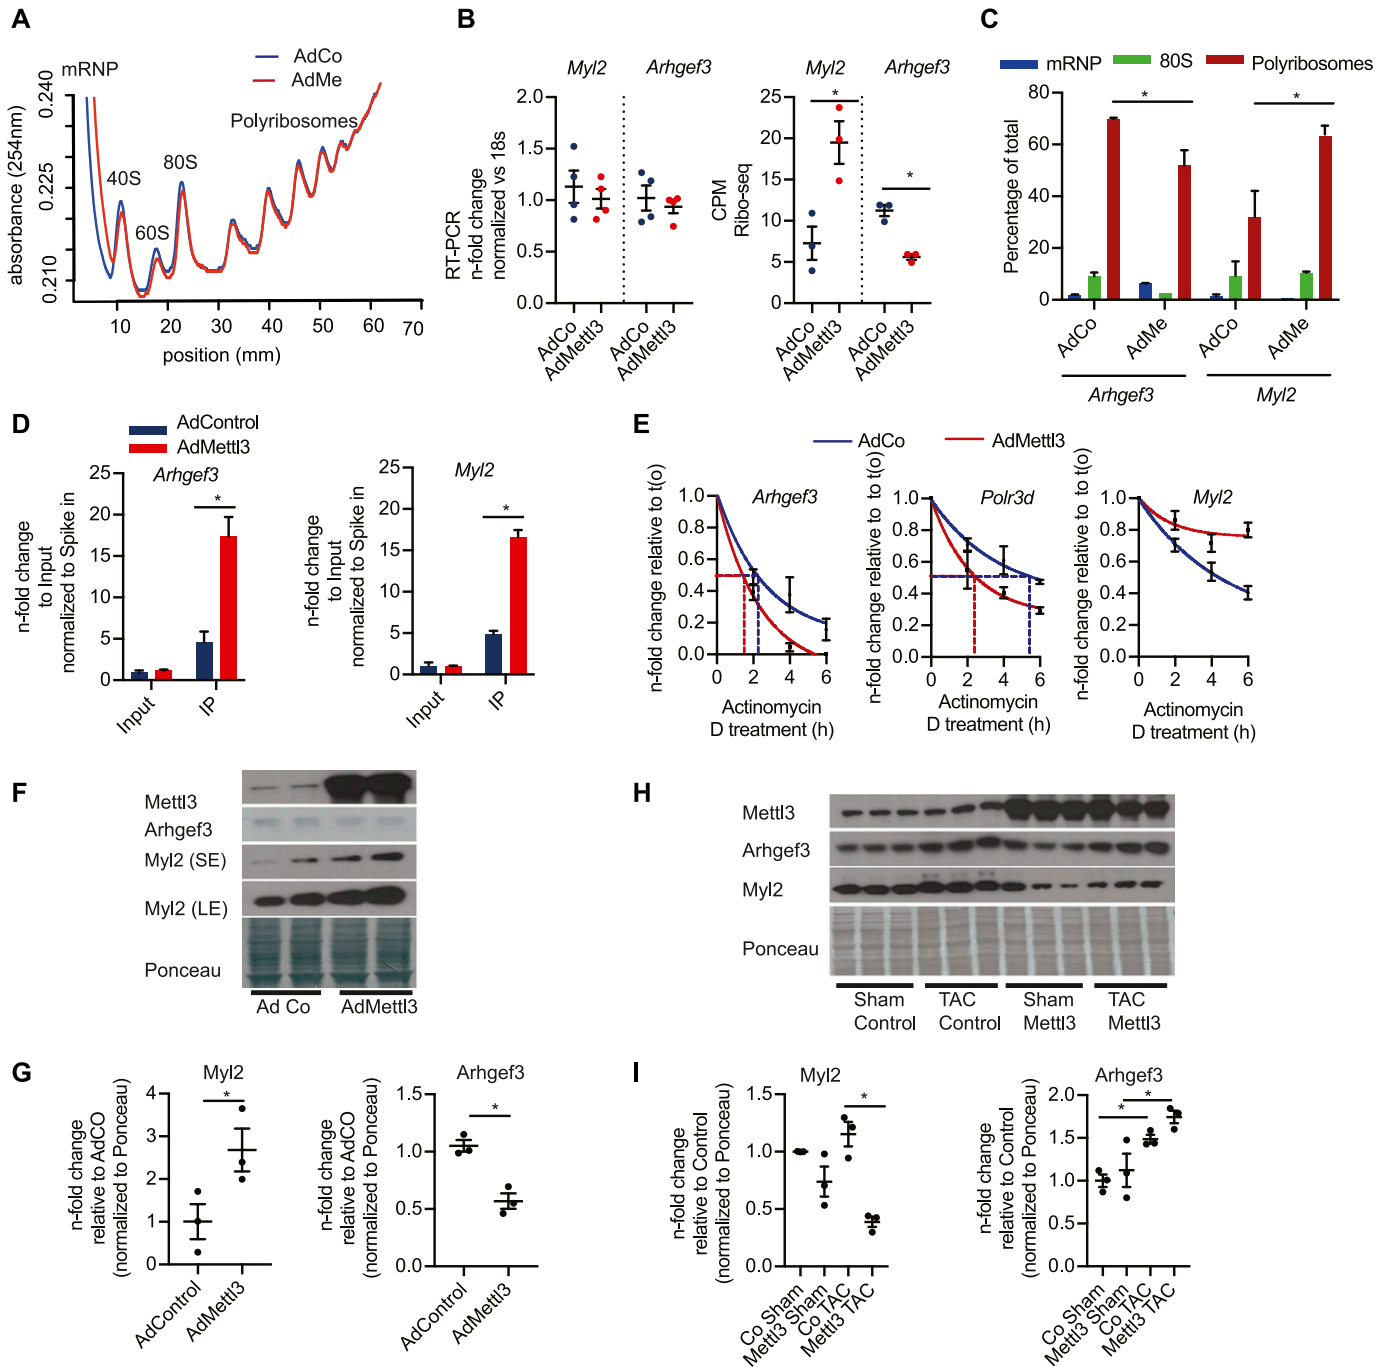 A
AdCo
AdMe
mRNP
40S
60S
80S
Polyribosomes
absorbance (254nm)
0.240
0.225
0.210
10 20 30 40 50 60 70
position (mm)
B
Myl2 Arhgef3
RT-PCR
n-fold change
normalized vs 18s
2.0
1.5
1.0
0.5
0.0
AdCo
AdMettl3
AdCo
AdMettl3
Myl2 Arhgef3
CPM
Ribo-seq
25
20
15
10
5
0
* *
AdCo
AdMettl3
AdCo
AdMettl3
C
mRNP 80S Polyribosomes
Percentage of total
80
60
40
20
0
* *
AdCo AdMe AdCo AdMe
Arhgef3 Myl2
D
AdControl
AdMettl3
Arhgef3
n-fold change
to Input
normalized to Spike in
25
20
15
10
5
0
*
Input IP
Myl2
n-fold change
to Input
normalized to Spike in
25
20
15
10
5
0
*
Input IP
E
AdCo AdMettl3
Arhgef3
n-fold change relative to t(o)
1.0
0.8
0.6
0.4
0.2
0.0
0 2 4 6
Actinomycin
D treatment (h)
Polr3d
n-fold change relative to to t(o)
1.0
0.8
0.6
0.4
0.2
0.0
0 2 4 6
Actinomycin
D treatment (h)
Myl2
n-fold change relative to t(o)
1.0
0.8
0.6
0.4
0.2
0.0
0 2 4 6
Actinomycin
D treatment (h)
F
Mettl3
Arhgef3
Myl2 (SE)
Myl2 (LE)
Ponceau
Ad Co AdMettl3
H
Mettl3
Arhgef3
Myl2
Ponceau
Sham
Control
TAC
Control
Sham
Mettl3
TAC
Mettl3
G
Myl2
n-fold change
relative to AdCO
(normalized to Ponceau)
4
3
2
1
0
*
AdControl
AdMettl3
Arhgef3
n-fold change
relative to AdCO
(normalized to Ponceau)
1.5
1.0
0.5
0.0
*
AdControl
AdMettl3
I
Myl2
n-fold change
relative to Control
(normalized to Ponceau)
1.5
1.0
0.5
0.0
*
Co Sham
Mettl3 Sham
Co TAC
Mettl3 TAC
Arhgef3
n-fold change
relative to Control
(normalized to Ponceau)
2.0
1.5
1.0
0.5
0.0
* *
Co Sham
Mettl3 Sham
Co TAC
Mettl3 TAC